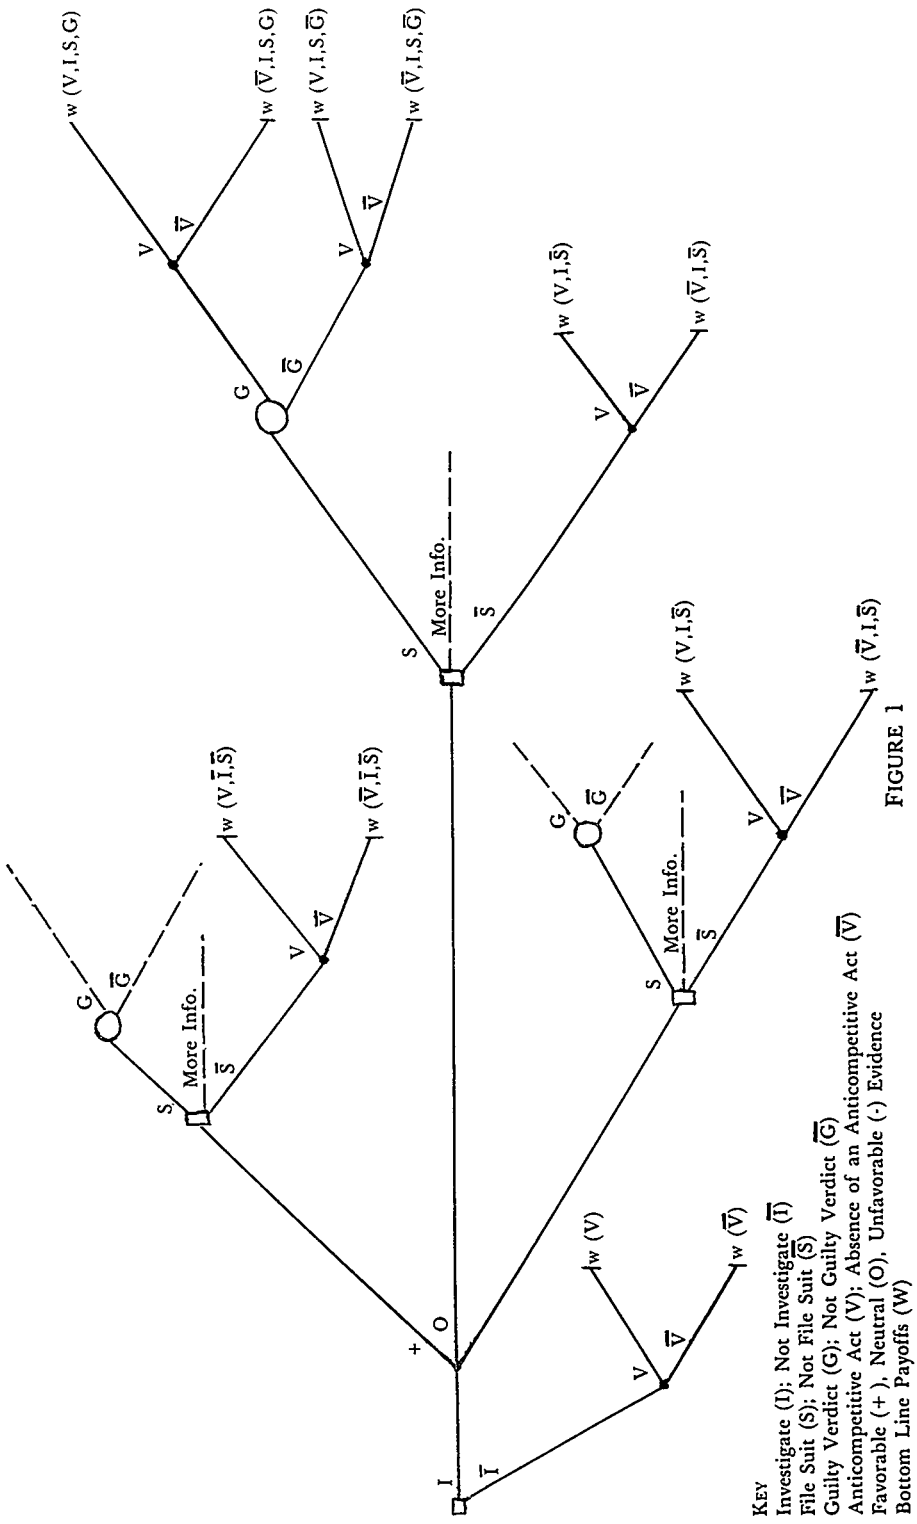 I
Ī
+
O
S
More Info.
S̄
G
Ḡ
V
V̄
w (V,Ī,S̄)
w (V̄,Ī,S̄)
S
More Info.
S̄
G
Ḡ
V
V̄
w (V,I,S,G)
w (V̄,I,S,G)
V
V̄
w (V,I,S,Ḡ)
w (V̄,I,S,Ḡ)
V
V̄
w (V,I,S̄)
w (V̄,I,S̄)
S
More Info.
S̄
G
Ḡ
V
V̄
w (V,I,S̄)
w (V̄,I,S̄)
V
V̄
w (V)
w (V̄)
KEY
Investigate (I); Not Investigate (Ī)
File Suit (S); Not File Suit (S̄)
Guilty Verdict (G); Not Guilty Verdict (Ḡ)
Anticompetitive Act (V); Absence of an Anticompetitive Act (V̄)
Favorable (+ ), Neutral (O), Unfavorable (-) Evidence
Bottom Line Payoffs (W)
FIGURE 1